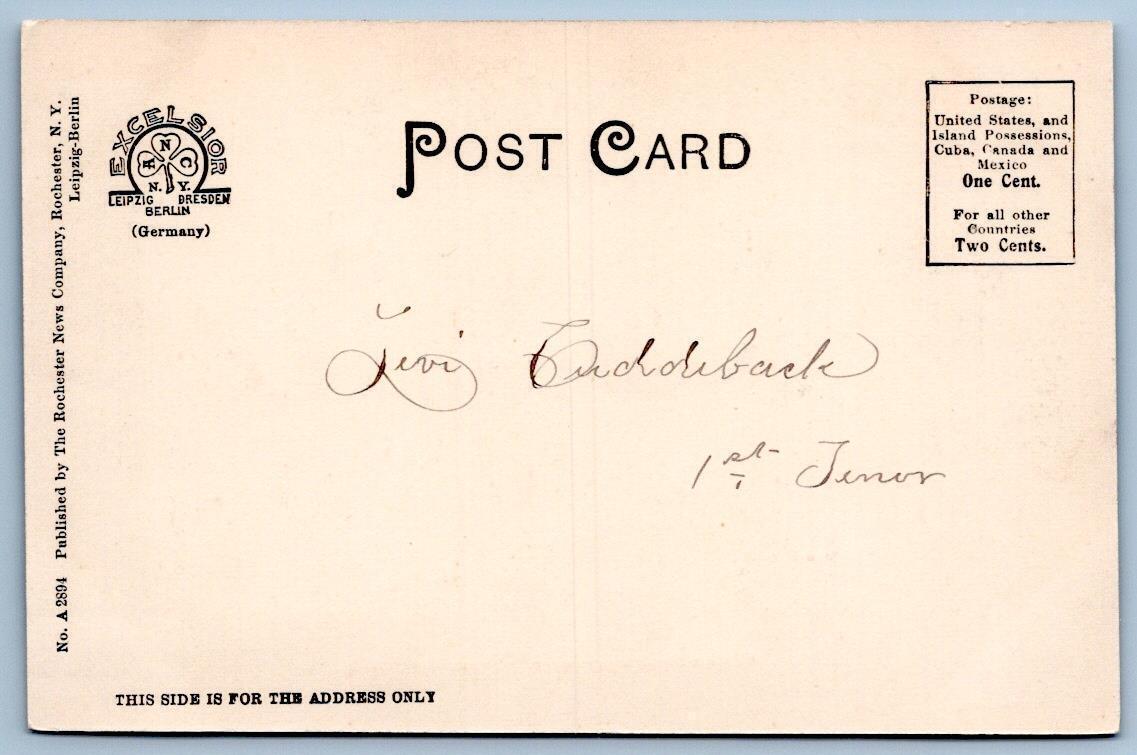 No. A 2894 Published by The Rochester News Company, Rochester, N. Y.
Leipzig-Berlin
EXCELSIOR
R N C
N. Y.
LEIPZIG DRESDEN
BERLIN
(Germany)
POST CARD
Postage:
United States, and
Island Possessions,
Cuba, Canada and
Mexico
One Cent.
For all other
Countries
Two Cents.
Levi Cuddeback
1st Tenor
THIS SIDE IS FOR THE ADDRESS ONLY